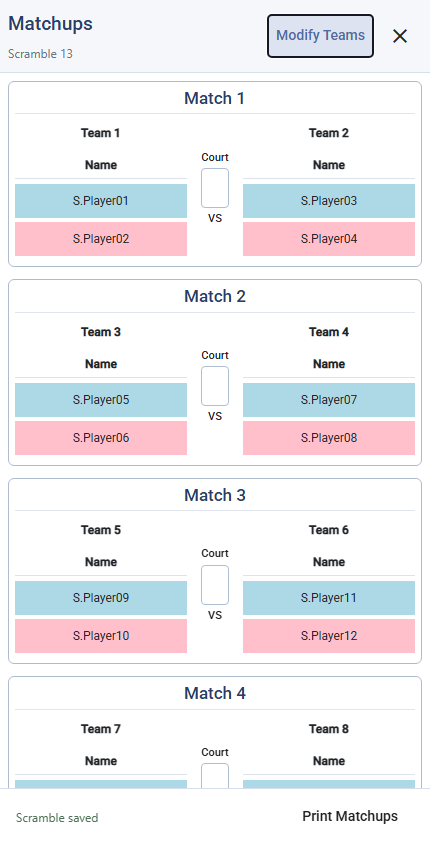 Matchups
Modify Teams
Scramble 13
Match 1
Team 1
Team 2
Name
Court
Name
S.Player01
S.Player03
VS
S.Player02
S.Player04
Match 2
Team 3
Team 4
Name
Court
Name
S.Player05
S.Player07
VS
S.Player06
S.Player08
Match 3
Team 5
Team 6
Name
Court
Name
S.Player09
S.Player11
VS
S.Player10
S.Player12
Match 4
Team 7
Team 8
Name
Court
Name
Scramble saved
Print Matchups